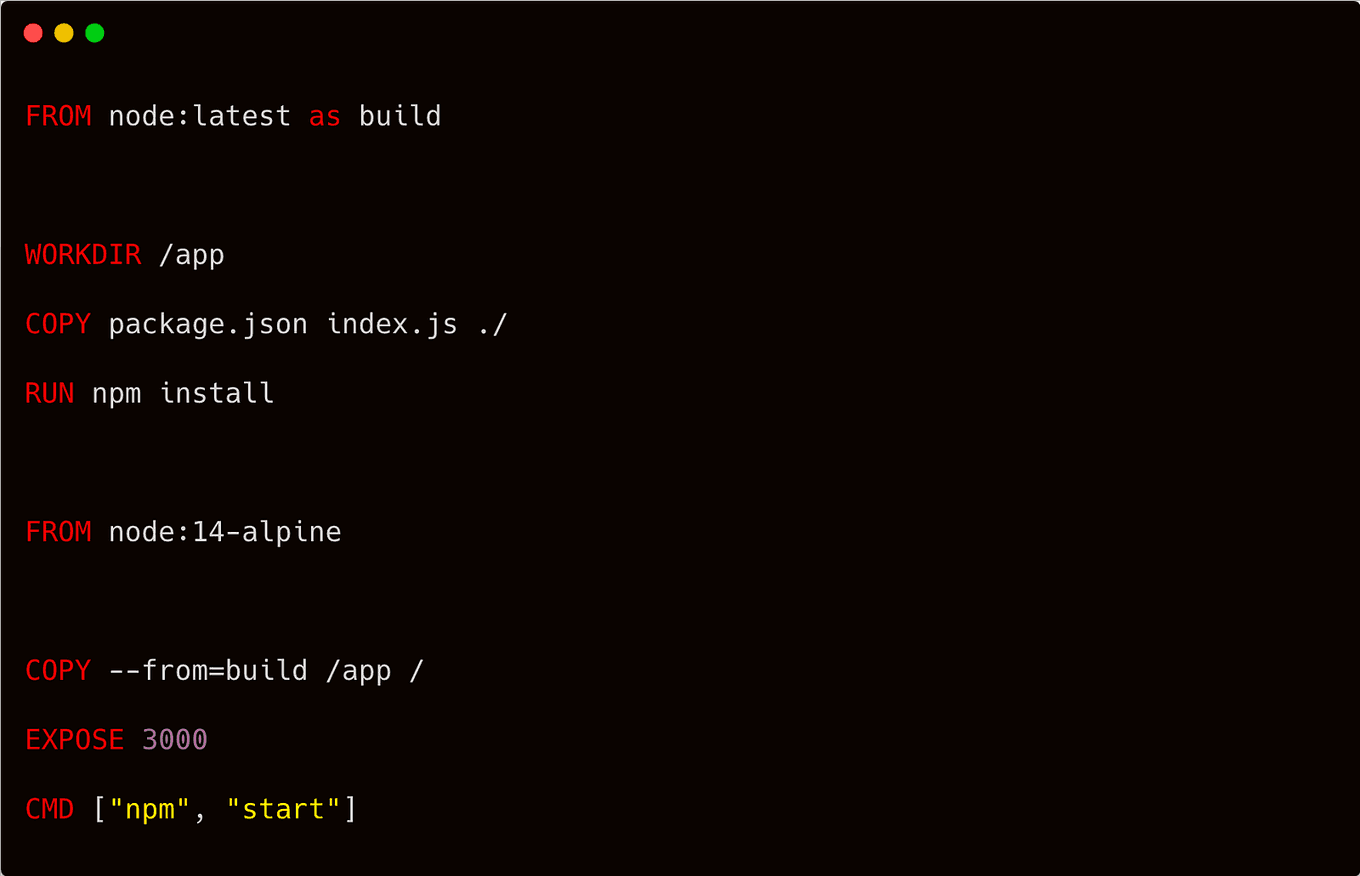 FROM node:latest as build
WORKDIR /app
COPY package.json index.js ./
RUN npm install
FROM node:14-alpine
COPY --from=build /app /
EXPOSE 3000
CMD ["npm", "start"]